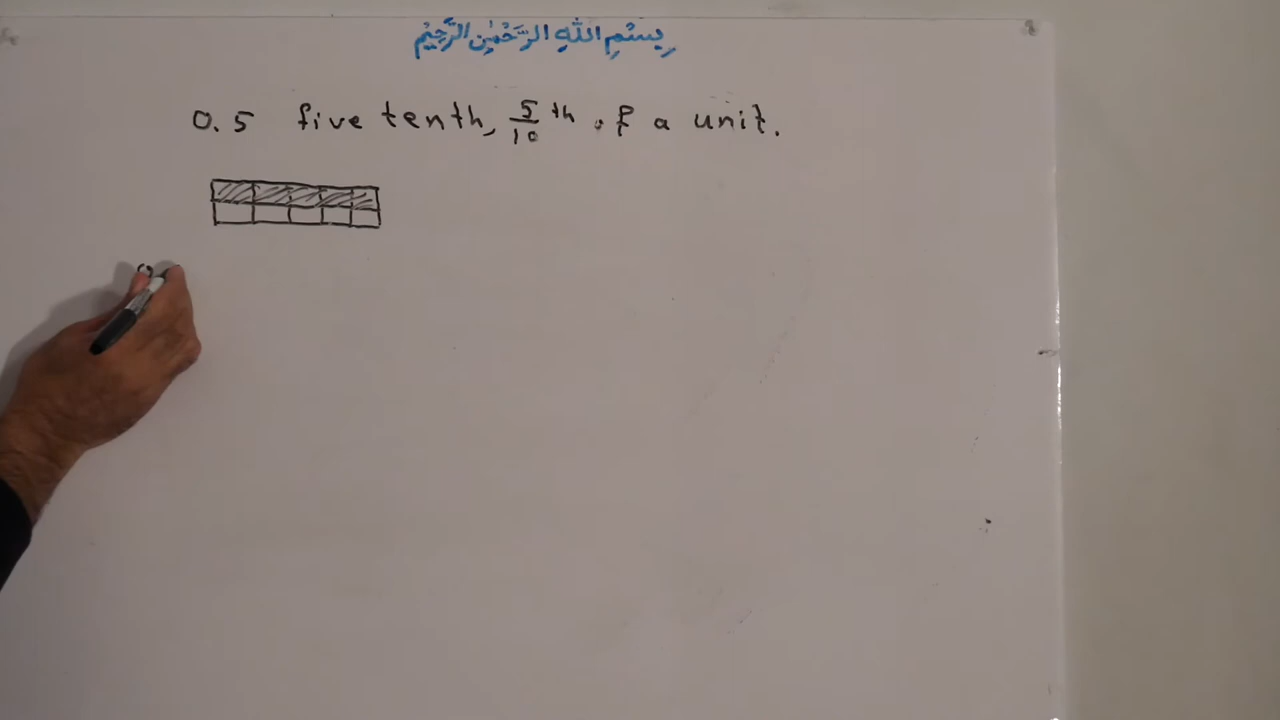 بِسْمِ اللّٰهِ الرَّحْمٰنِ الرَّحِيْمِ
0.5 five tenth, 5/10 th of a unit.